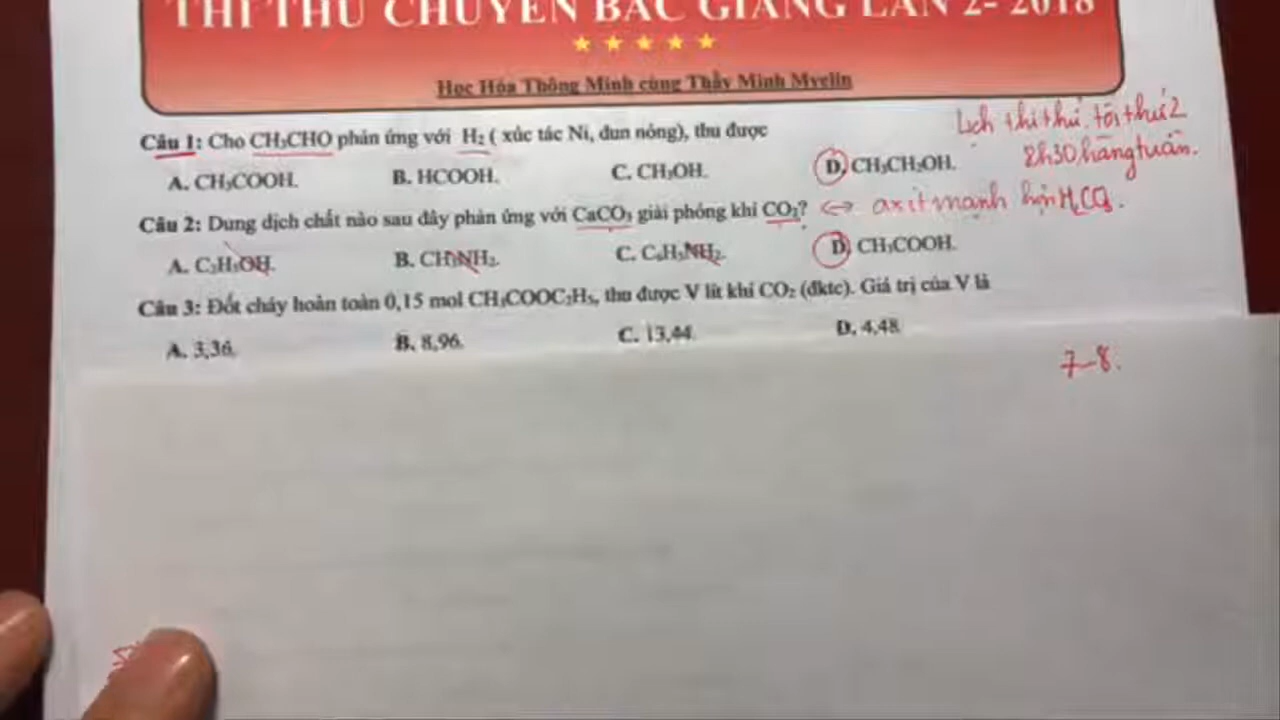 THI THỬ CHUYÊN BẮC GIANG LẦN 2- 2018
Học Hóa Thông Minh cùng Thầy Minh Myelin
Lịch thi thử tối thứ 2
8h30 hàng tuần.
Câu 1: Cho CH₃CHO phản ứng với H₂ ( xúc tác Ni, đun nóng), thu được
A. CH₃COOH. B. HCOOH. C. CH₃OH. D. CH₃CH₂OH.
Câu 2: Dung dịch chất nào sau đây phản ứng với CaCO₃ giải phóng khí CO₂? ⇔ axit mạnh hơn H₂CO₃.
A. C₂H₅OH. B. CH₃NH₂. C. C₆H₅NH₂. D. CH₃COOH.
Câu 3: Đốt cháy hoàn toàn 0,15 mol CH₃COOC₂H₅, thu được V lít khí CO₂ (đktc). Giá trị của V là
A. 3,36. B. 8,96. C. 13,44. D. 4,48.
7-8.